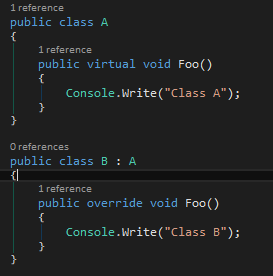 1 reference
public class A
{
1 reference
public virtual void Foo()
{
Console.Write("Class A");
}
}
0 references
public class B : A
{
1 reference
public override void Foo()
{
Console.Write("Class B");
}
}